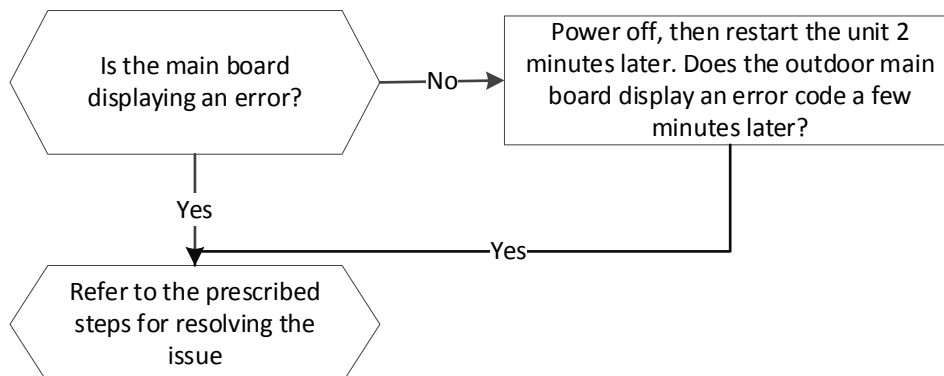 Is the main board
displaying an error?
No
Power off, then restart the unit 2
minutes later. Does the outdoor main
board display an error code a few
minutes later?
Yes
Yes
Refer to the prescribed
steps for resolving the
issue